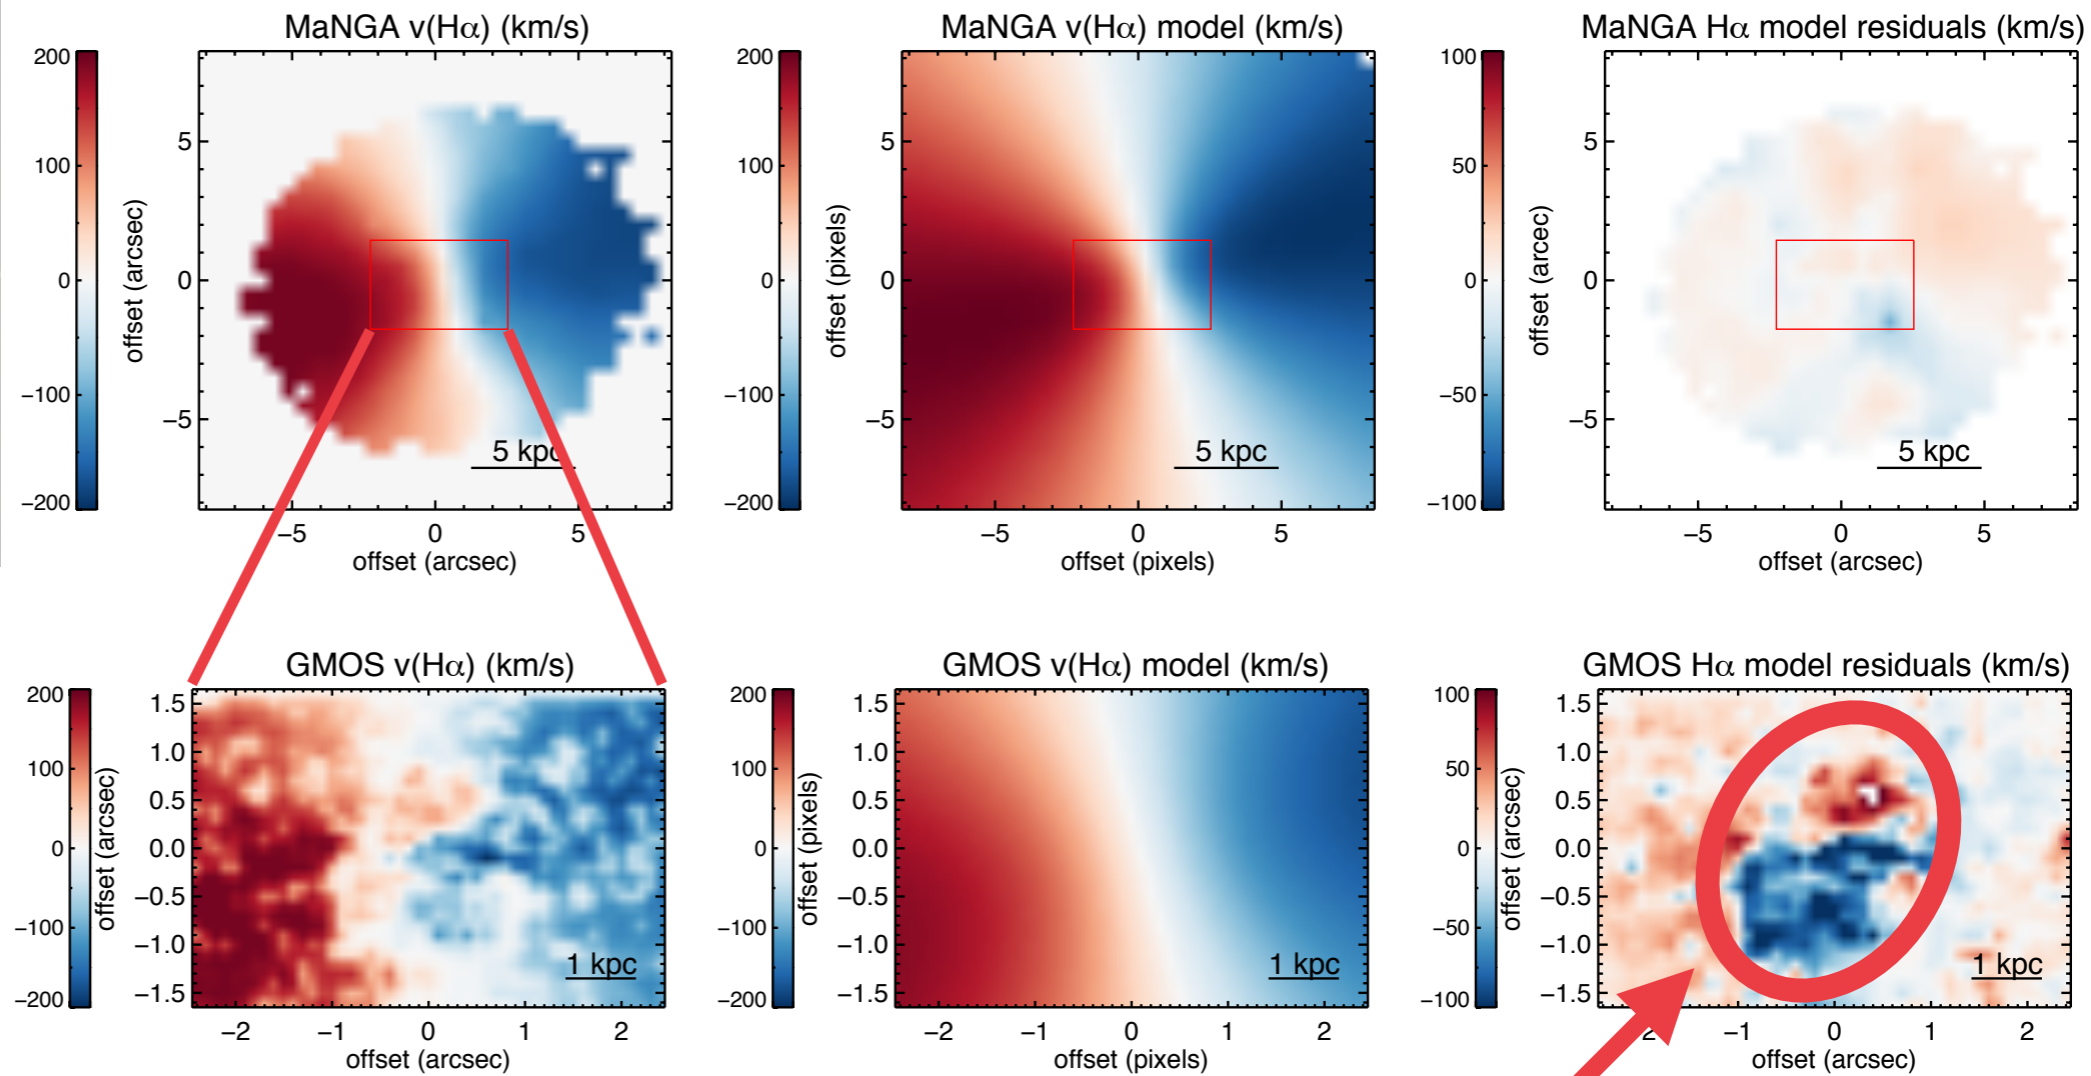 MaNGA v(Hα) (km/s)
200
100
0
−100
−200
offset (arcsec)
5
0
−5
5 kpc
−5 0 5
offset (arcsec)
MaNGA v(Hα) model (km/s)
200
100
0
−100
−200
offset (pixels)
5
0
−5
5 kpc
−5 0 5
offset (pixels)
MaNGA Hα model residuals (km/s)
100
50
0
−50
−100
offset (arcsec)
5
0
−5
5 kpc
−5 0 5
offset (arcsec)
GMOS v(Hα) (km/s)
200
100
0
−100
−200
offset (arcsec)
1.5
1.0
0.5
0.0
−0.5
−1.0
−1.5
1 kpc
−2 −1 0 1 2
offset (arcsec)
GMOS v(Hα) model (km/s)
200
100
0
−100
−200
offset (pixels)
1.5
1.0
0.5
0.0
−0.5
−1.0
−1.5
1 kpc
−2 −1 0 1 2
offset (pixels)
GMOS Hα model residuals (km/s)
100
50
0
−50
−100
offset (arcsec)
1.5
1.0
0.5
0.0
−0.5
−1.0
−1.5
1 kpc
2 −1 0 1 2
offset (arcsec)